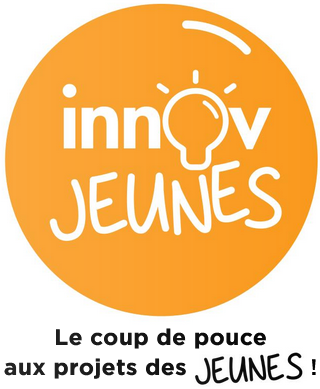 innov
JEUNES
Le coup de pouce
aux projets des JEUNES !